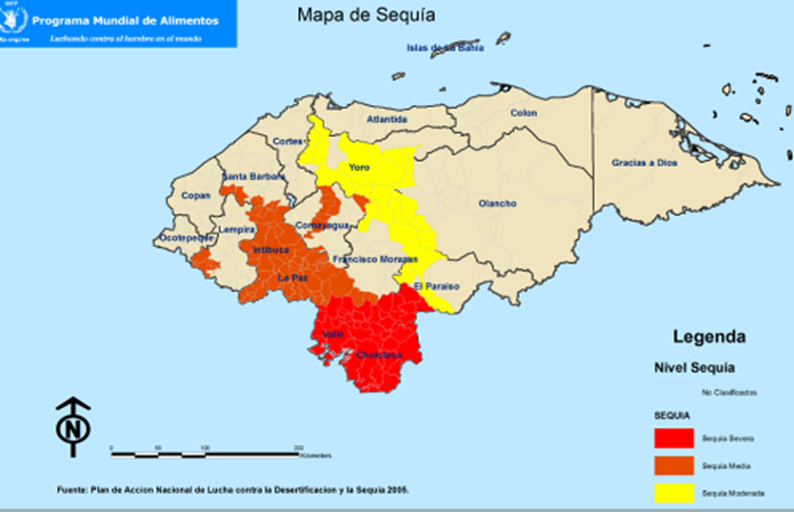 Programa Mundial de Alimentos
Luchando contra el hambre en el mundo
Mapa de Sequía
Islas de La Bahia
Atlantida
Colon
Cortes
Yoro
Gracias a Dios
Santa Barbara
Copan
Olancho
Lempira
Comayagua
Ocotepeque
Intibuca
Francisco Morazan
La Paz
El Paraiso
Valle
Choluteca
Legenda
Nivel Sequía
No Clasificados
SEQUIA
Sequia Severa
Sequia Media
Sequia Moderada
N
0 50 100 200
Kilometers
Fuente: Plan de Accion Nacional de Lucha contra la Desertificacion y la Sequia 2005.